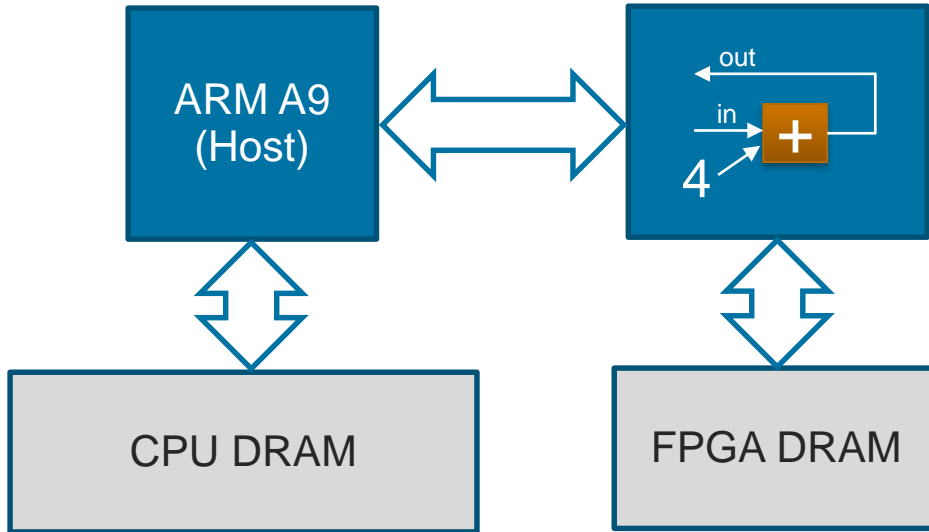 ARM A9
(Host)
out
in
+
4
CPU DRAM
FPGA DRAM